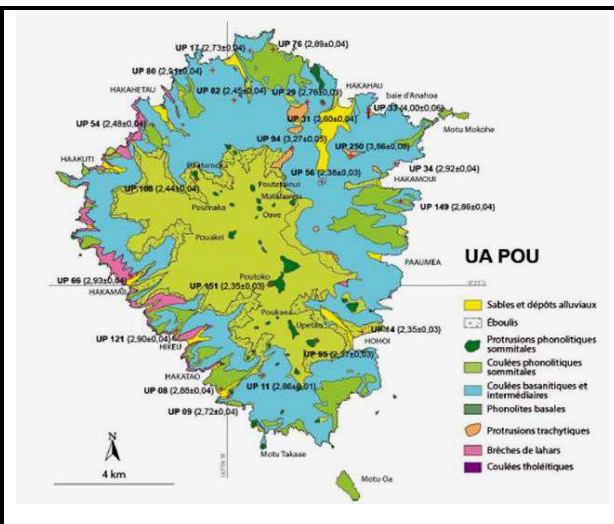 UP 76 (2,89±0,04)
UP 17 (2,73±0,04)
UP 80 (2,91±0,04)
UP 82 (2,45±0,04)
UP 29 (2,76±0,03)
HAKAHAU
baie d'Anahoa
HAKAHETAU
UP 33 (4,00±0,06)
UP 31 (2,60±0,04)
Motu Mokohe
UP 54 (2,48±0,04)
UP 94 (3,27±0,05)
UP 250 (3,86±0,08)
HAAKUTI
UP 34 (2,92±0,04)
UP 56 (2,38±0,03)
HAKAMOUI
UP 108 (2,44±0,04)
Poutetainui
Matahenua
Poumaka
Oave
UP 149 (2,86±0,04)
Pouakei
UA POU
PAAUMEA
UP 66 (2,93±0,04)
Poutoko
HAKAMAII
UP 151 (2,35±0,03)
Poukaea
Upetau
UP 14 (2,35±0,03)
HOHOI
UP 121 (2,90±0,04)
HIKEU
UP 95 (2,37±0,03)
HAKATAO
UP 08 (2,88±0,04)
UP 11 (2,86±0,01)
UP 09 (2,72±0,04)
Motu Takaae
Motu Oa
N
4 km
Sables et dépôts alluviaux
Éboulis
Protrusions phonolitiques
sommitales
Coulées phonolitiques
sommitales
Coulées basanitiques et
intermédiaires
Phonolites basales
Protrusions trachytiques
Brèches de lahars
Coulées tholéitiques